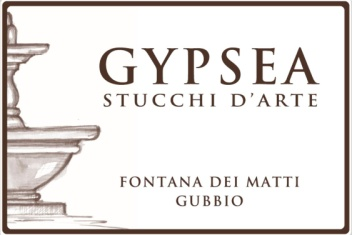 GYPSEA
STUCCHI D'ARTE
FONTANA DEI MATTI
GUBBIO